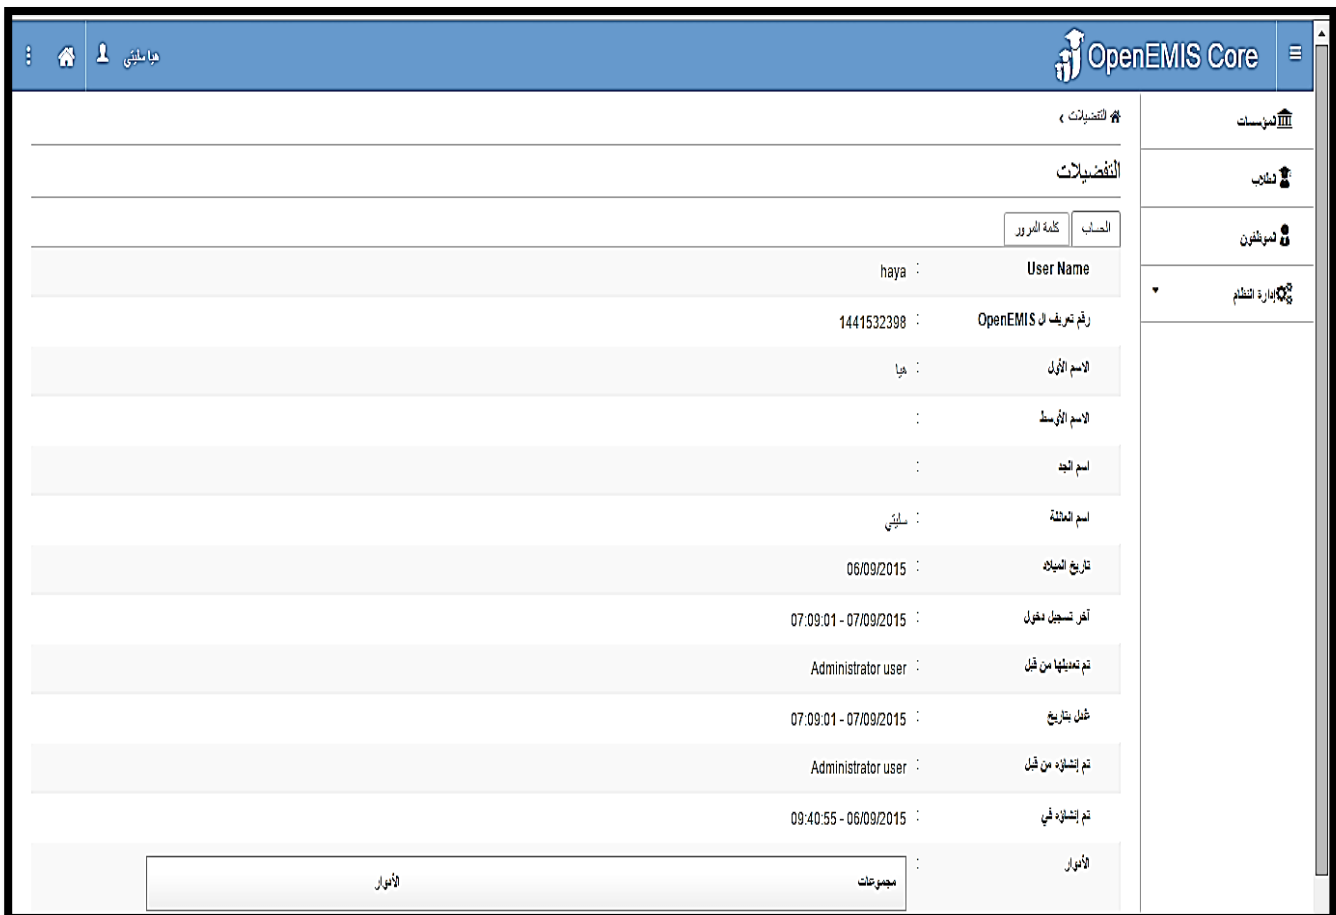 OpenEMIS Core
هيا سليتي
المؤسسات
الطلاب
الموظفون
إدارة النظام
التفضيلات ›
التفضيلات
الحساب
كلمة المرور
User Name : haya
رقم تعريف ال OpenEMIS : 1441532398
الاسم الأول : هيا
الاسم الأوسط :
اسم الجد :
اسم العائلة : سليتي
تاريخ الميلاد : 06/09/2015
آخر تسجيل دخول : 07:09:01 - 07/09/2015
تم تعديلها من قبل : Administrator user
عُدل بتاريخ : 07:09:01 - 07/09/2015
تم إنشاؤه من قبل : Administrator user
تم إنشاؤه في : 09:40:55 - 06/09/2015
الأدوار :
مجموعات
الأدوار